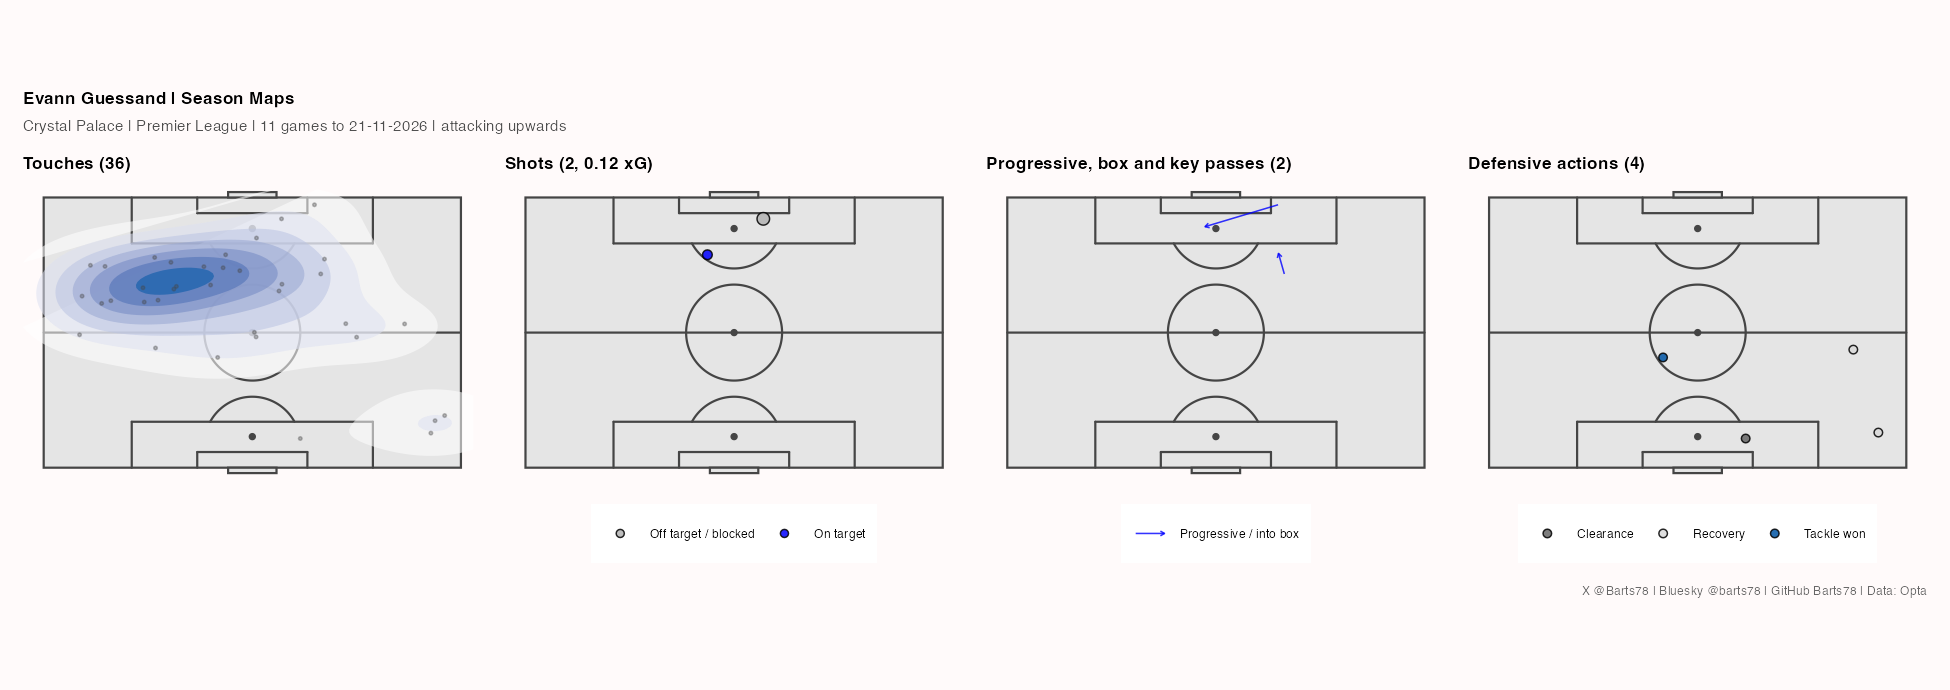 Evann Guessand | Season Maps
Crystal Palace | Premier League | 11 games to 21-11-2026 | attacking upwards
Touches (36)
Shots (2, 0.12 xG)
Progressive, box and key passes (2)
Defensive actions (4)
Off target / blocked
On target
Progressive / into box
Clearance
Recovery
Tackle won
X @Barts78 | Bluesky @barts78 | GitHub Barts78 | Data: Opta